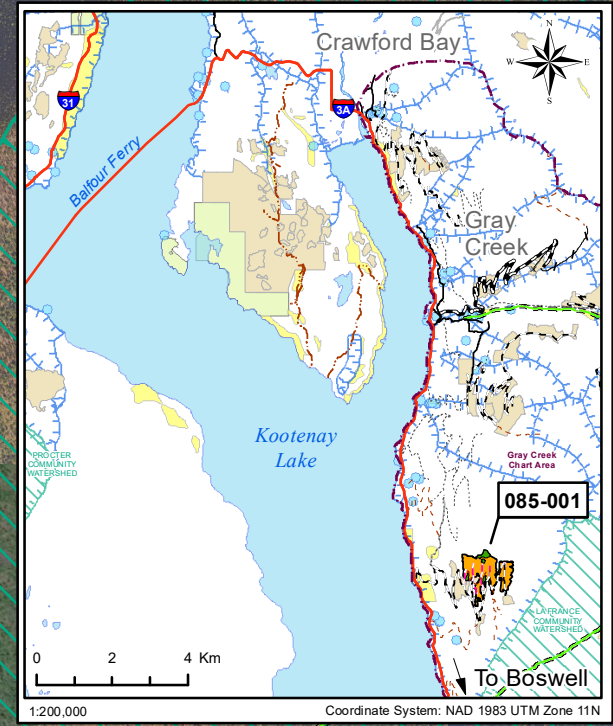 Crawford Bay
N
W
E
S
31
3A
Balfour Ferry
Gray
Creek
Kootenay
Lake
PROCTER
COMMUNITY
WATERSHED
Gray Creek
Chart Area
085-001
LA FRANCE
COMMUNITY
WATERSHED
0 2 4 Km
To Boswell
1:200,000
Coordinate System: NAD 1983 UTM Zone 11N